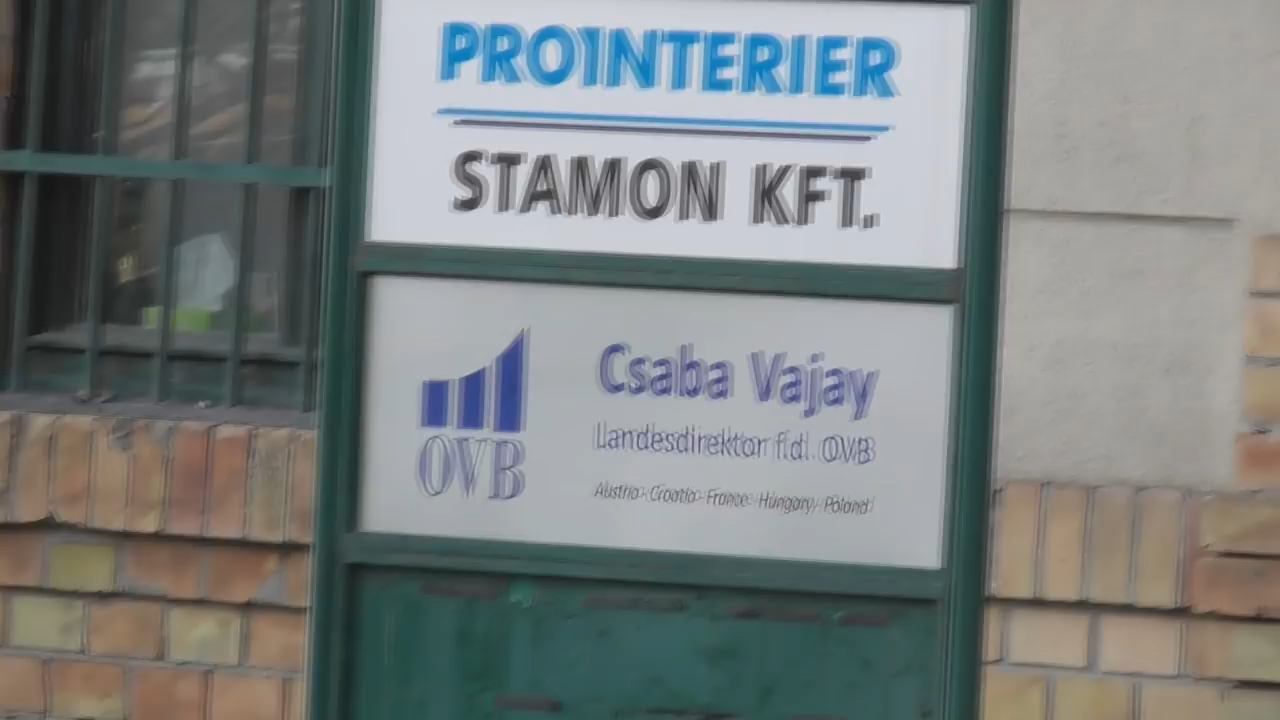 PROINTERIER
STAMON KFT.
OVB
Csaba Vajay
Landesdirektor f.d. OVB
Austria- Croatia- France- Hungary- Poland